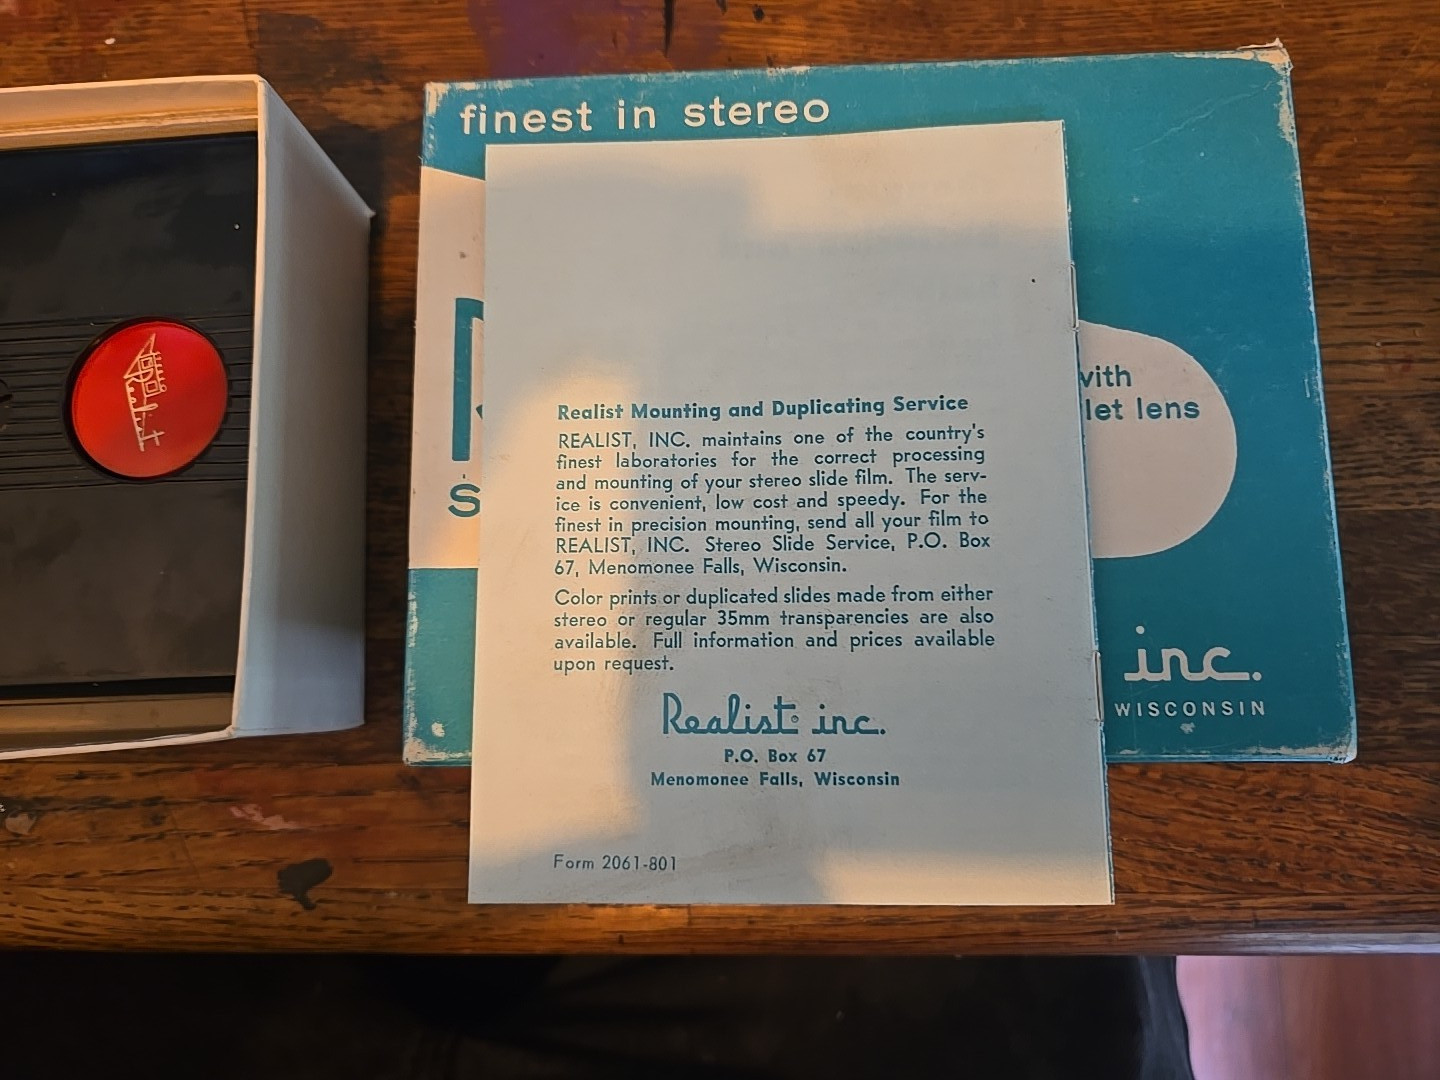 finest in stereo
with
let lens
Realist
Realist Mounting and Duplicating Service
REALIST, INC. maintains one of the country's
finest laboratories for the correct processing
and mounting of your stereo slide film. The serv-
ice is convenient, low cost and speedy. For the
finest in precision mounting, send all your film to
REALIST, INC. Stereo Slide Service, P.O. Box
67, Menomonee Falls, Wisconsin.
Color prints or duplicated slides made from either
stereo or regular 35mm transparencies are also
available. Full information and prices available
upon request.
Realist inc.
P.O. Box 67
Menomonee Falls, Wisconsin
Form 2061-801
inc.
WISCONSIN